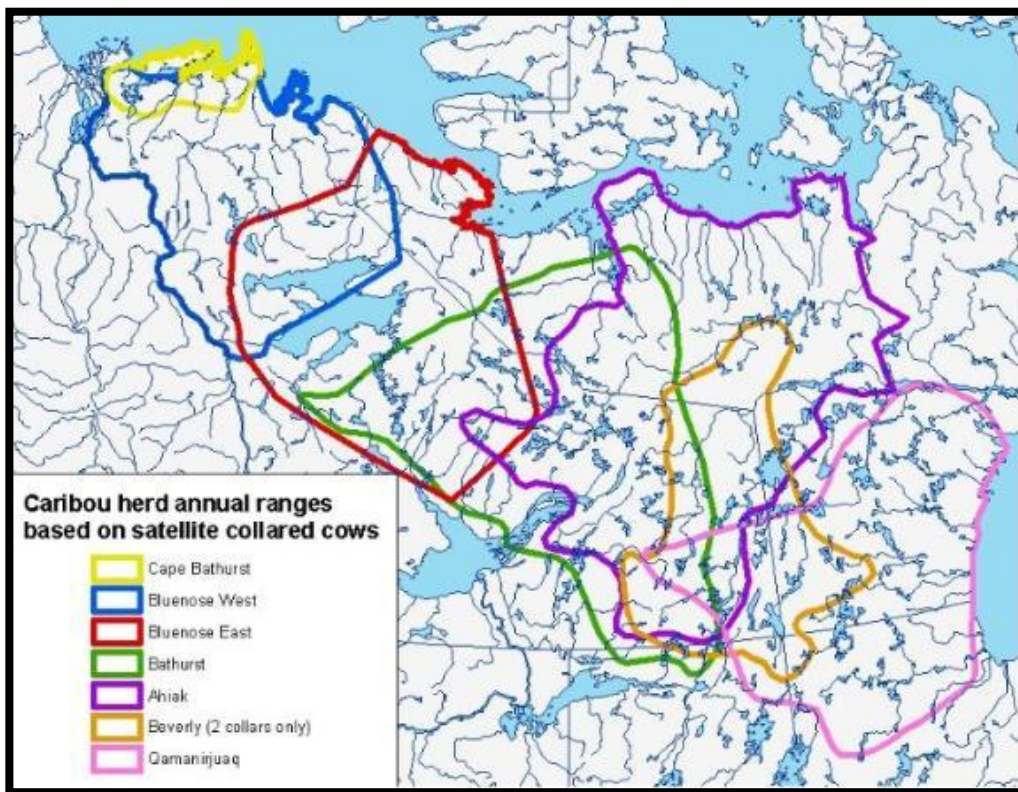 Caribou herd annual ranges
based on satellite collared cows
Cape Bathurst
Bluenose West
Bluenose East
Bathurst
Ahiak
Beverly (2 collars only)
Qamanirjuaq